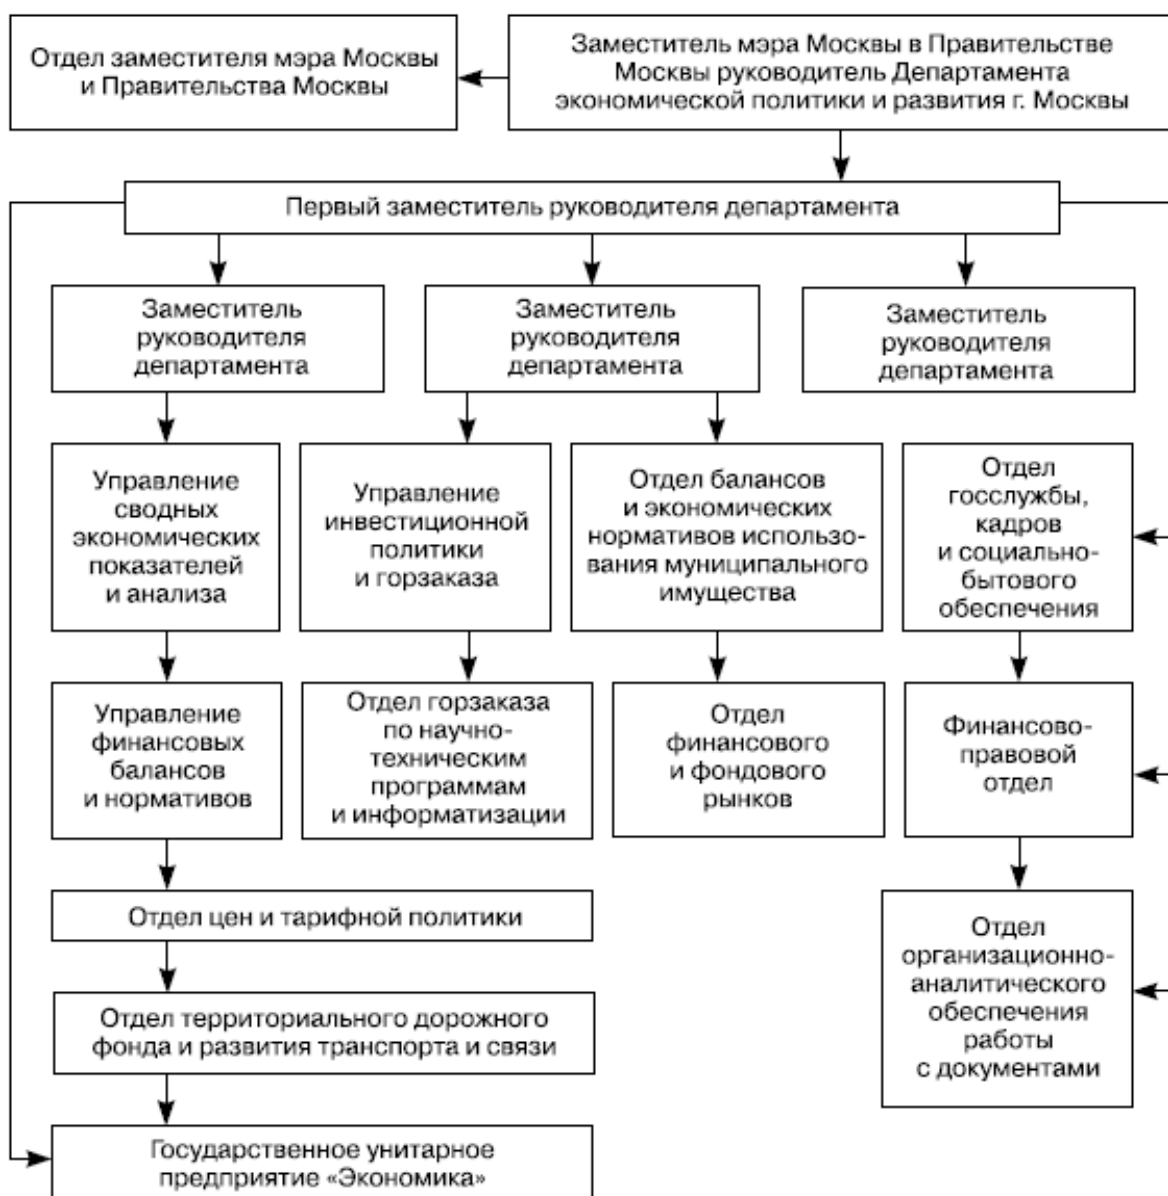 Отдел заместителя мэра Москвы
и Правительства Москвы
Заместитель мэра Москвы в Правительстве
Москвы руководитель Департамента
экономической политики и развития г. Москвы
Первый заместитель руководителя департамента
Заместитель
руководителя
департамента
Заместитель
руководителя
департамента
Заместитель
руководителя
департамента
Управление
сводных
экономических
показателей
и анализа
Управление
инвестиционной
политики
и горзаказа
Отдел балансов
и экономических
нормативов использо-
вания муниципального
имущества
Отдел
госслужбы,
кадров
и социально-
бытового
обеспечения
Управление
финансовых
балансов
и нормативов
Отдел горзаказа
по научно-
техническим
программам
и информатизации
Отдел
финансового
и фондового
рынков
Финансово-
правовой
отдел
Отдел цен и тарифной политики
Отдел
организационно-
аналитического
обеспечения
работы
с документами
Отдел территориального дорожного
фонда и развития транспорта и связи
Государственное унитарное
предприятие «Экономика»